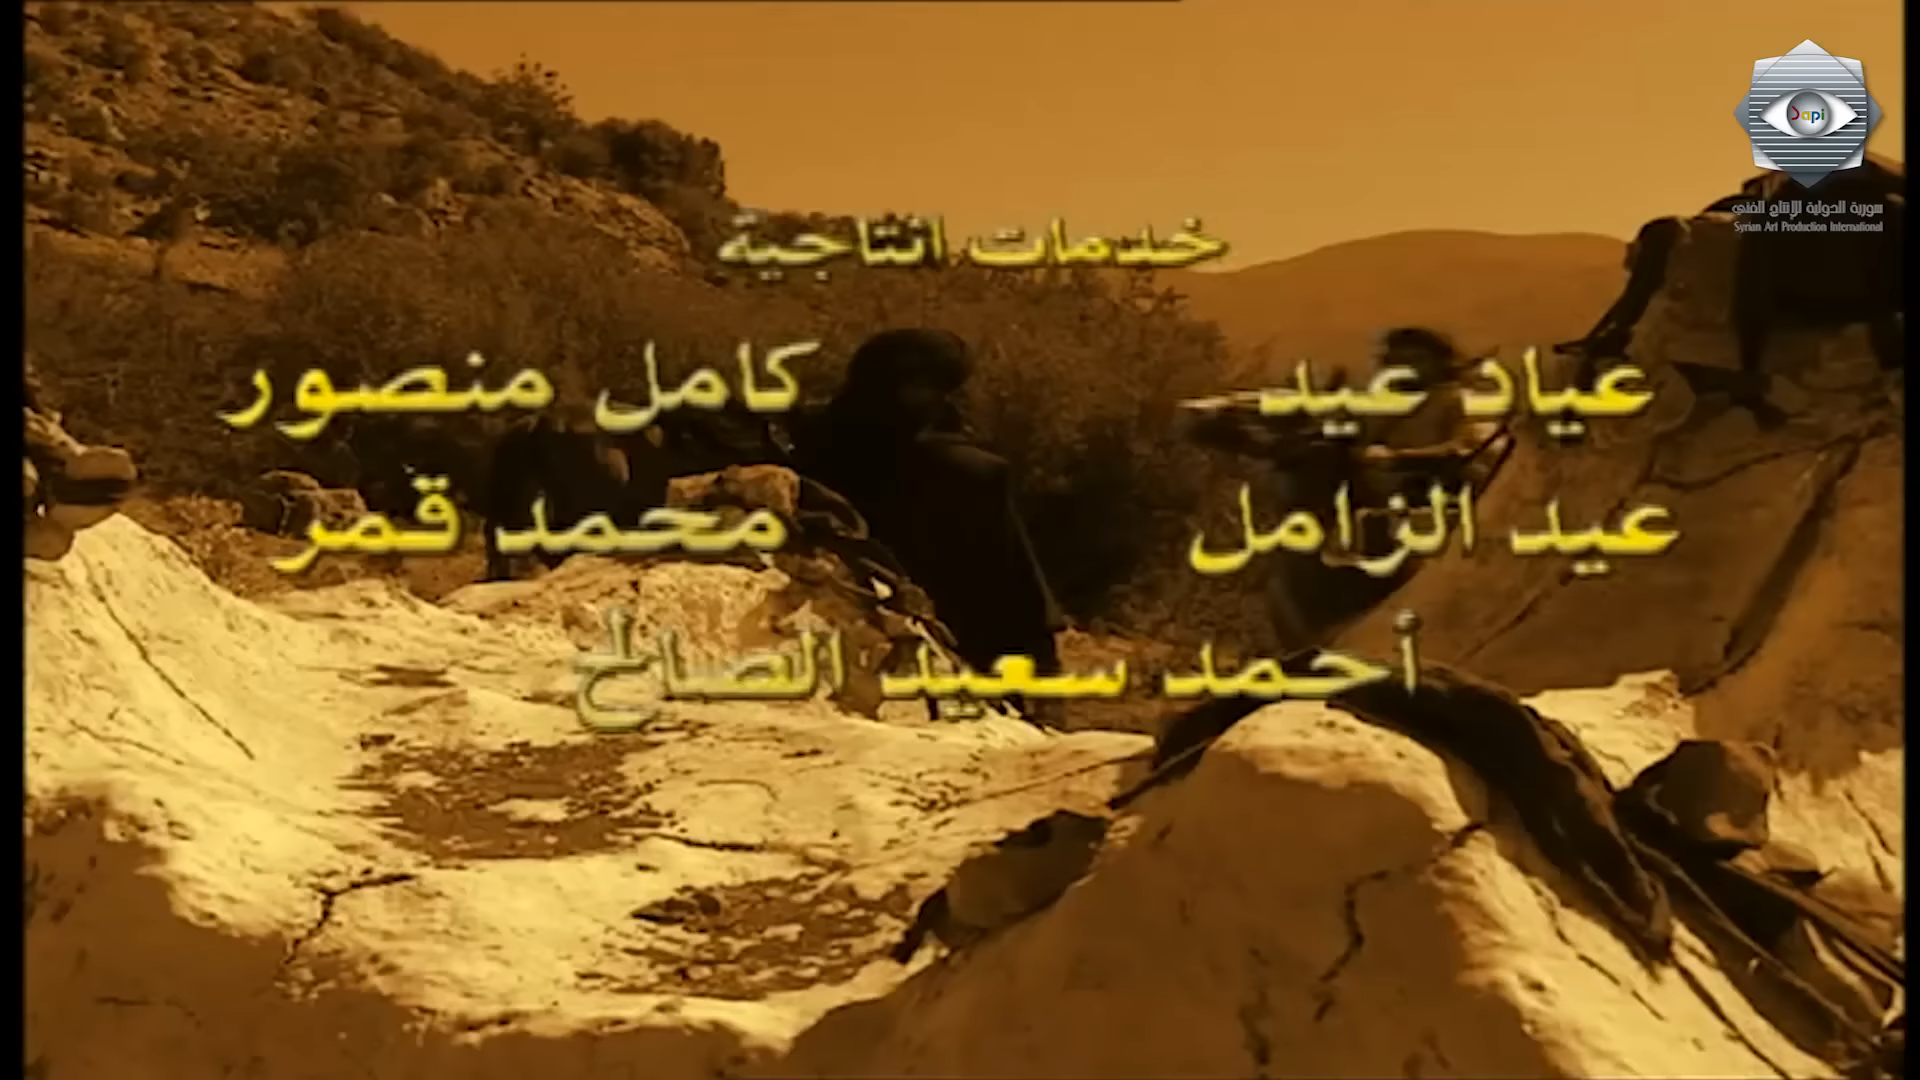 خدمات انتاجية
عياد عيد كامل منصور
عيد الزامل محمد قمر
أحمد سعيد الصالح
Sapi
سورية الدولية للإنتاج الفني
Syrian Art Production International